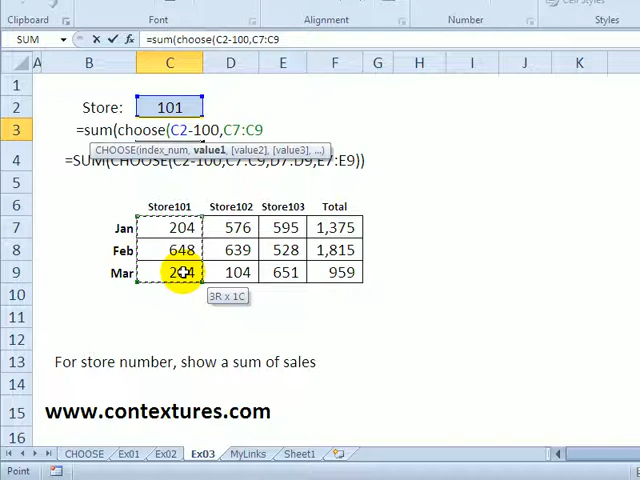 Font Alignment Number Styles
SUM =sum(choose(C2-100,C7:C9
A B C D E F G H I J K
1
2 Store: 101
3 =sum(choose(C2-100,C7:C9
CHOOSE(index_num, value1, [value2], [value3], ...)
4 =SUM(CHOOSE(C2-100,C7:C9,D7:D9,E7:E9))
5
6 Store101 Store102 Store103 Total
7 Jan 204 576 595 1,375
8 Feb 648 639 528 1,815
9 Mar 204 104 651 959
10 3R x 1C
11
12
13 For store number, show a sum of sales
14
15 www.contextures.com
16
CHOOSE Ex01 Ex02 Ex03 MyLinks Sheet1
Point